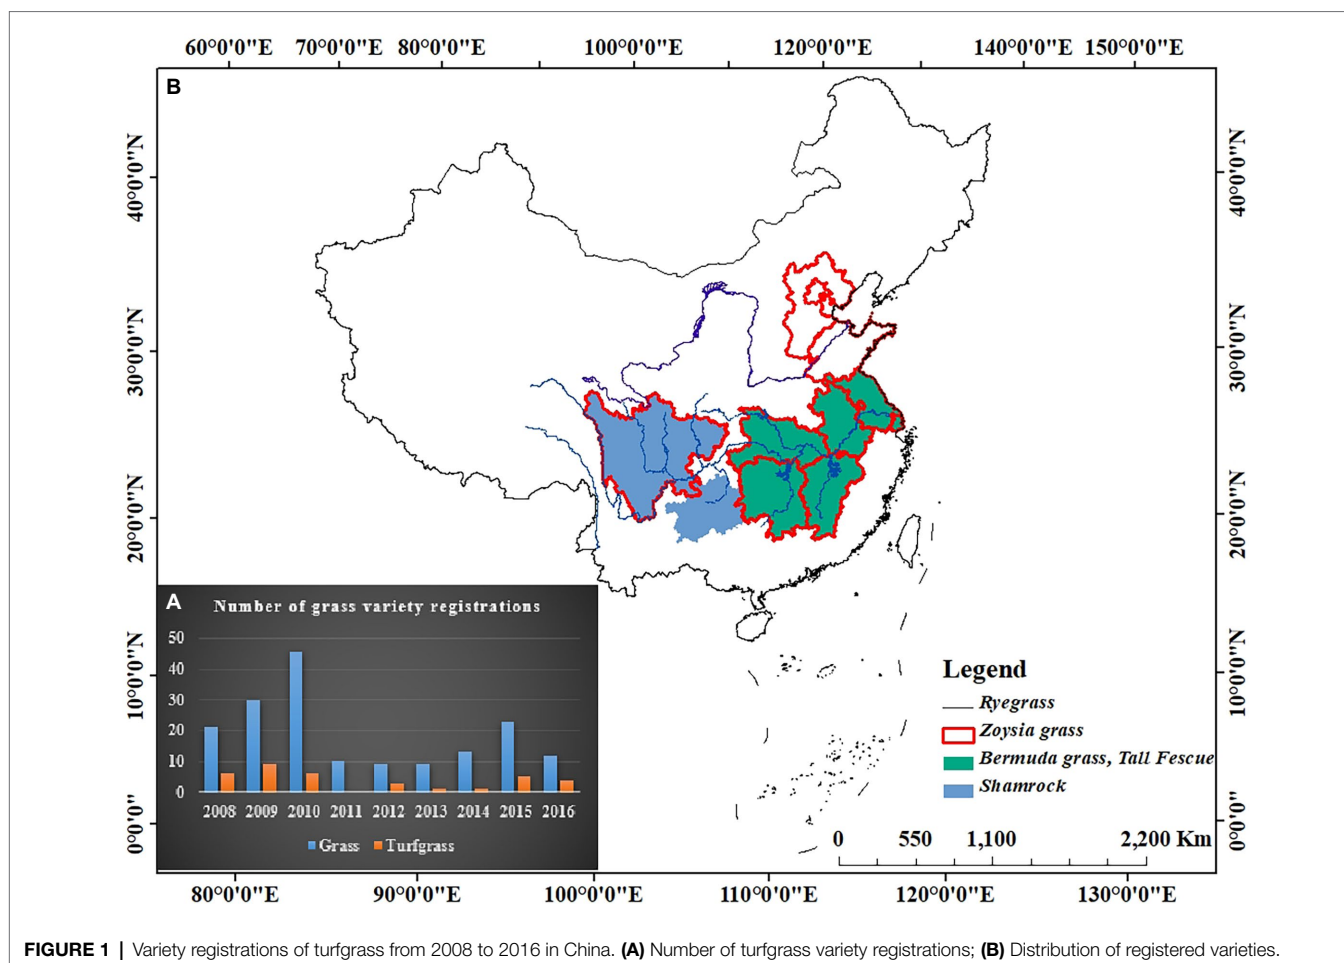 60°0'0"E 70°0'0"E 80°0'0"E 100°0'0"E 120°0'0"E 140°0'0"E 150°0'0"E
B
40°0'0"N
30°0'0"N
20°0'0"N
10°0'0"N
0°0'0"
40°0'0"N
30°0'0"N
20°0'0"N
10°0'0"N
0°0'0"
A
Number of grass variety registrations
50
40
30
20
10
0
2008 2009 2010 2011 2012 2013 2014 2015 2016
Grass Turfgrass
Legend
Ryegrass
Zoysia grass
Bermuda grass, Tall Fescue
Shamrock
0 550 1,100 2,200 Km
80°0'0"E 90°0'0"E 100°0'0"E 110°0'0"E 120°0'0"E 130°0'0"E
FIGURE 1 | Variety registrations of turfgrass from 2008 to 2016 in China. (A) Number of turfgrass variety registrations; (B) Distribution of registered varieties.